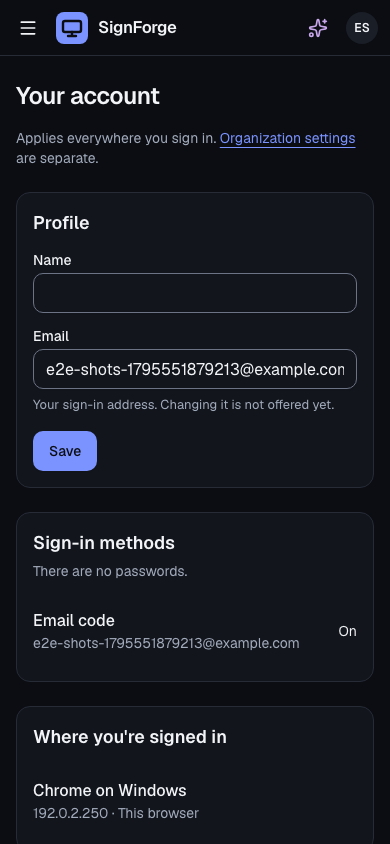 SignForge
ES
Your account
Applies everywhere you sign in. Organization settings
are separate.
Profile
Name
Email
e2e-shots-1795551879213@example.com
Your sign-in address. Changing it is not offered yet.
Save
Sign-in methods
There are no passwords.
Email code
e2e-shots-1795551879213@example.com
On
Where you're signed in
Chrome on Windows
192.0.2.250 · This browser